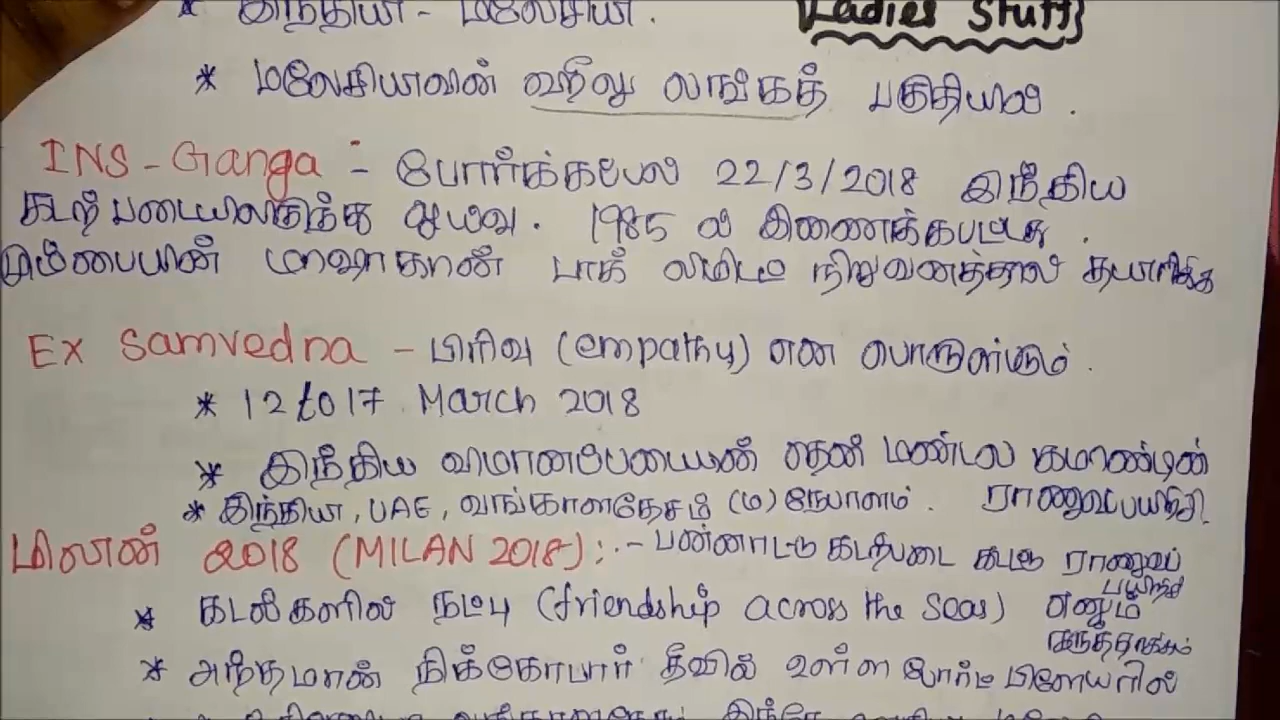 * இந்தியா - மலேசியா.
Ladies Stuff
* மலேசியாவின் ஹுலு லாங்கத் பகுதியில்.
INS - Ganga - போர்க்கப்பல் 22/3/2018 இந்திய
கடற்படையிலிருந்து ஓய்வு. 1985 ல் இணைக்கபட்டது.
மும்பையின் மாஷாகான் டாக் லிமிடெட் நிறுவனத்தால் தயாரிக்க
Ex Samvedna - பரிவு (empathy) என பொருள்படும்.
* 12 to 17 March 2018
* இந்திய விமானப்படையின் தென் மண்டல கமாண்டின்
* இந்தியா, UAE, வங்காளதேசம் (ம) நேபாளம். ராணுவப்பயிற்சி.
மிலன் 2018 (MILAN 2018):- பன்னாட்டு கடற்படை கூட்டு ராணுவப்
பயிற்சி
* கடல்களில் நட்பு (friendship across the Seas) எனும்
கருத்தாக்கம்
* அந்தமான் நிக்கோபார் தீவில் உள்ள போர்ட் பிளேயரில்